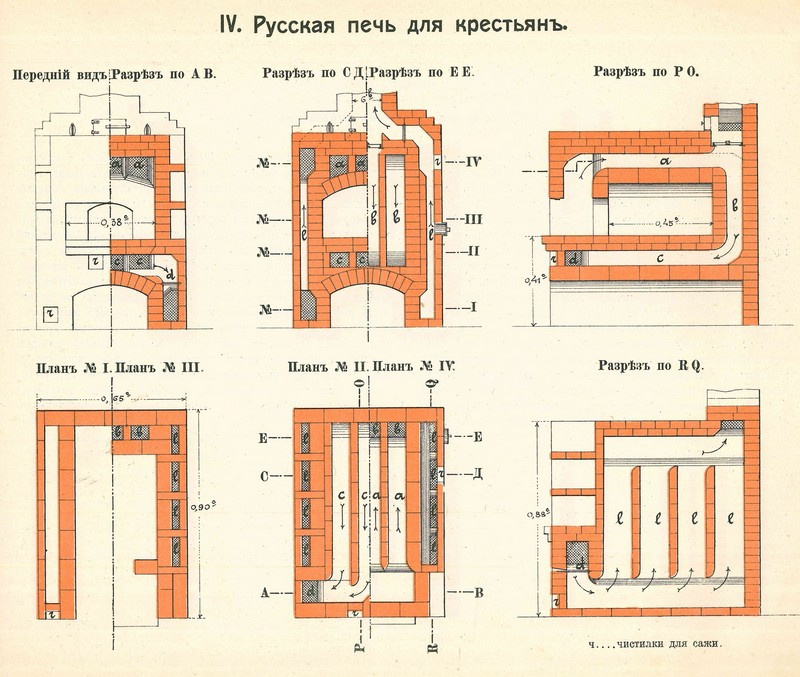 IV. Русская печь для крестьянъ.
Передній видъ. Разрѣзъ по А В.
Разрѣзъ по С Д. Разрѣзъ по Е Е.
Разрѣзъ по Р О.
a a
0,38
ч c c d
ч
№ IV
№ III
№ II
№ I
a a
b b
l l
c c
ч
a
0,45
b
c
ч d
0,41
Планъ № I. Планъ № III.
Планъ № II. Планъ № IV.
Разрѣзъ по R Q.
0,65
b b l
l
l
l
0,90
ч
O Q
E E
C Д
A B
P R
b b
l l
l l
l l
l l
c c a a
d
ч
ч
0,88
l l l l
d
ч
ч....чистилки для сажи.